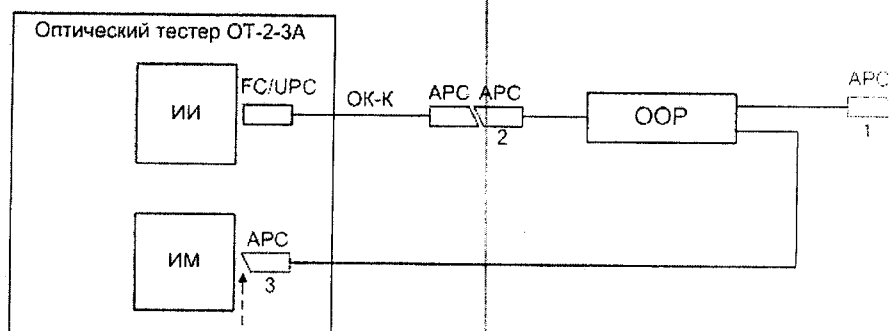 Оптический тестер ОТ-2-3А
FC/UPC
ИИ
ОК-К
APC APC
2
ООР
APC
1
ИМ
APC
3